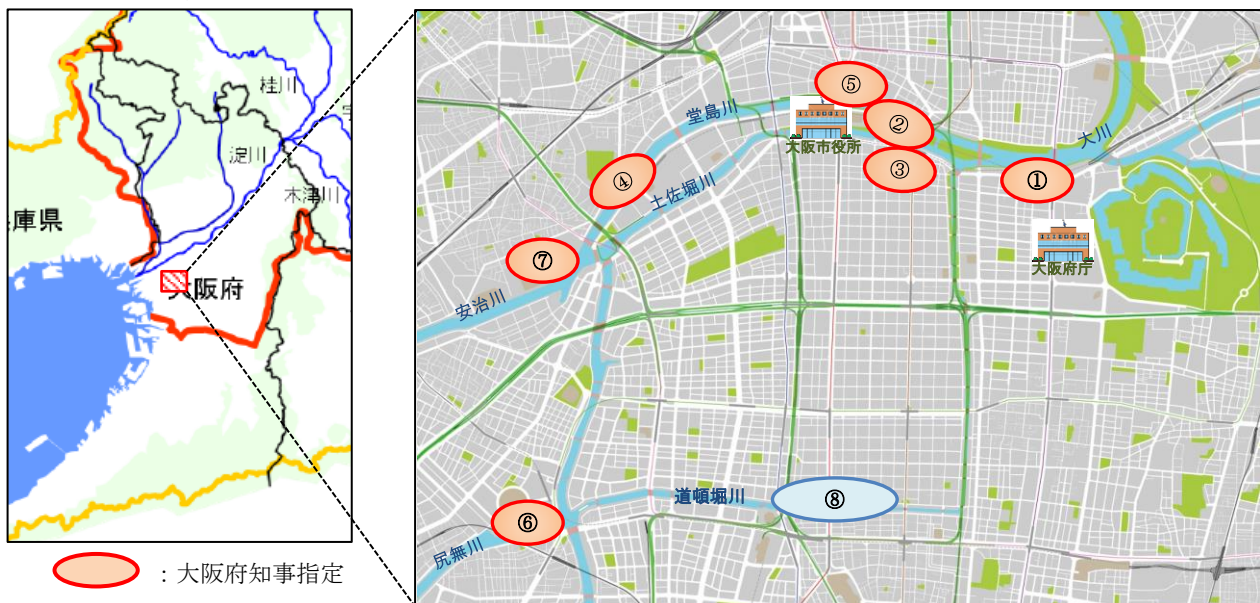 桂川
宇
淀川
木津川
兵庫県
大阪府
：大阪府知事指定
⑤
堂島川
②
大川
大阪市役所
③
①
④
土佐堀川
大阪府庁
⑦
安治川
道頓堀川
⑧
⑥
尻無川